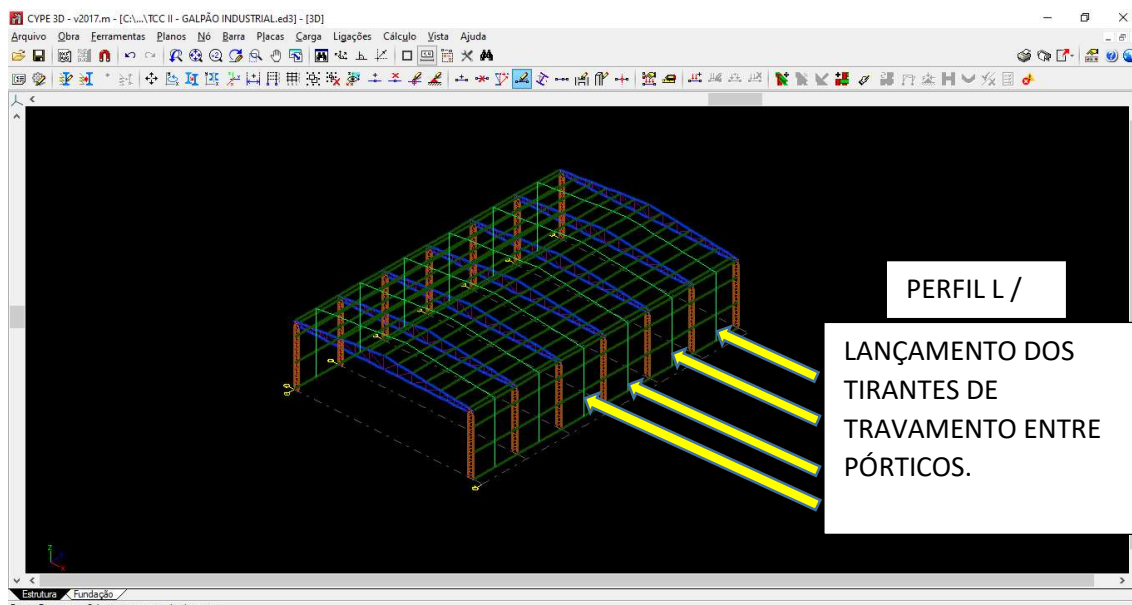 CYPE 3D - v2017.m - [C:\...\TCC II - GALPÃO INDUSTRIAL.ed3] - [3D]
Arquivo Obra Ferramentas Planos Nó Barra Placas Carga Ligações Cálculo Vista Ajuda
PERFIL L /
LANÇAMENTO DOS
TIRANTES DE
TRAVAMENTO ENTRE
PÓRTICOS.
Z
Estrutura Fundação